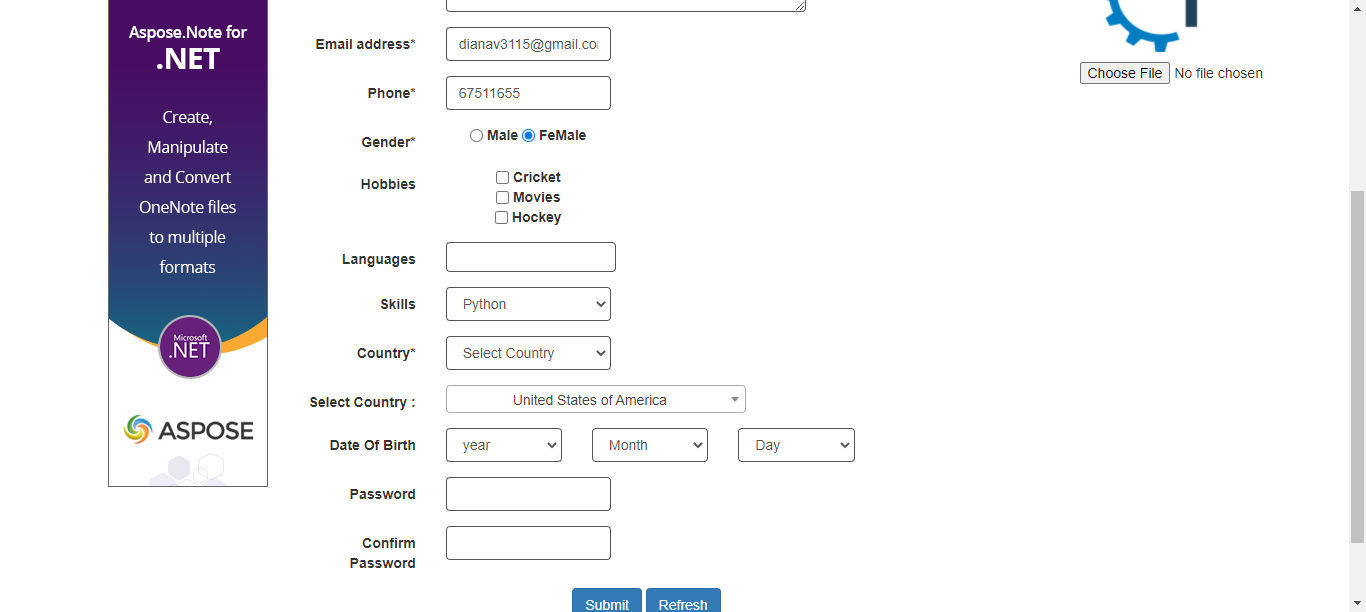 Aspose.Note for
.NET
Create,
Manipulate
and Convert
OneNote files
to multiple
formats
Microsoft
.NET
ASPOSE
Email address*
dianav3115@gmail.co
Phone*
67511655
Gender*
Male FeMale
Hobbies
Cricket
Movies
Hockey
Languages
Skills
Python
Country*
Select Country
Select Country :
United States of America
Date Of Birth
year Month Day
Password
Confirm
Password
Submit Refresh
Choose File No file chosen